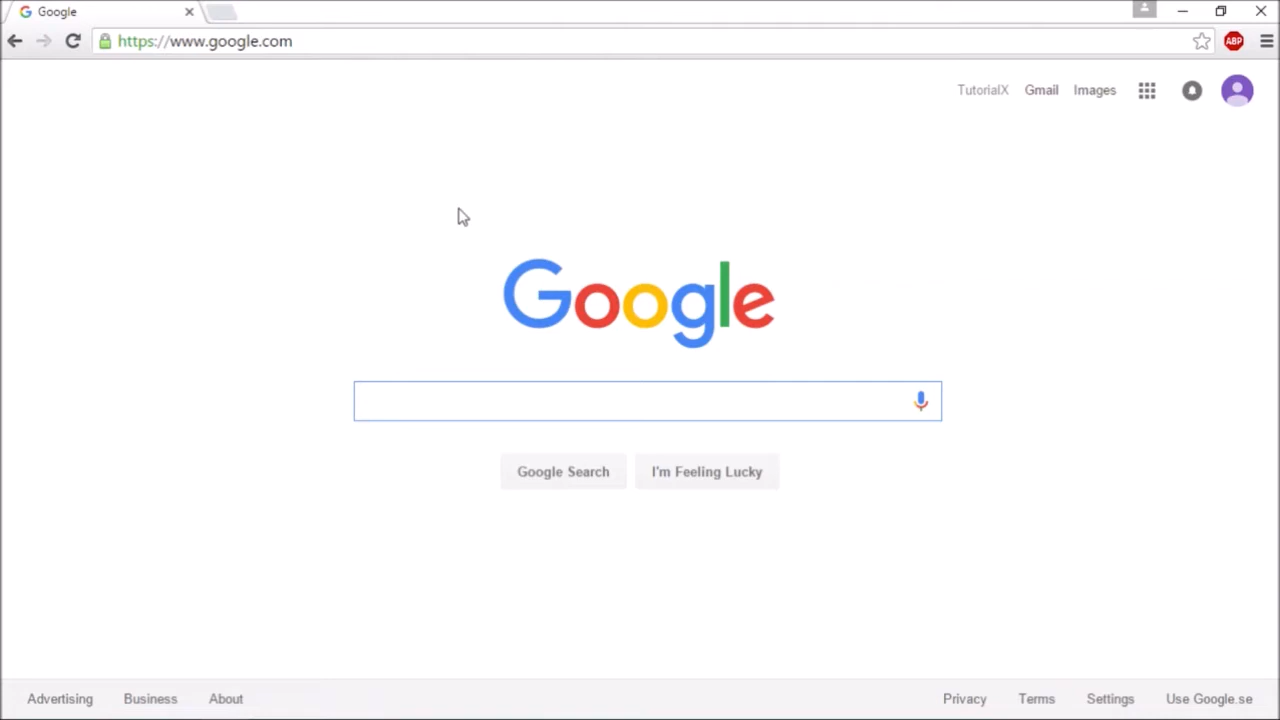 Google
https://www.google.com
ABP
TutorialX Gmail Images
Google
Google Search I'm Feeling Lucky
Advertising Business About Privacy Terms Settings Use Google.se